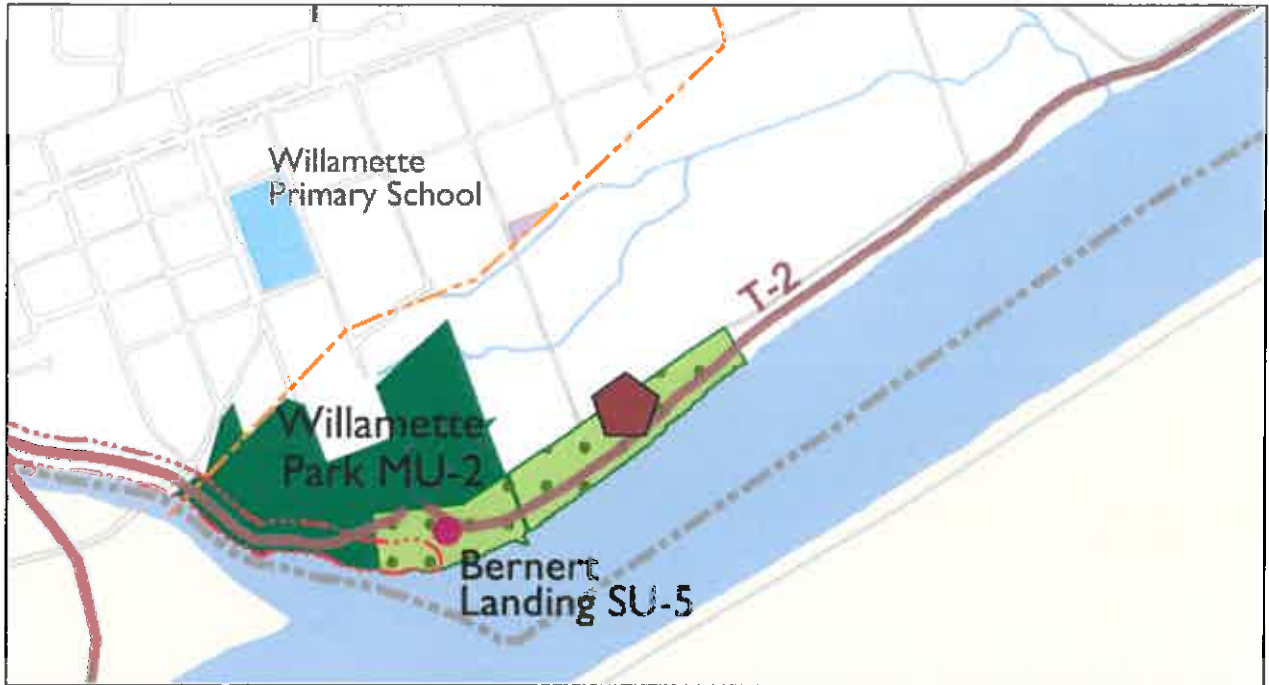 Willamette
Primary School
T-2
Willamette
Park MU-2
Bernert
Landing SU-5